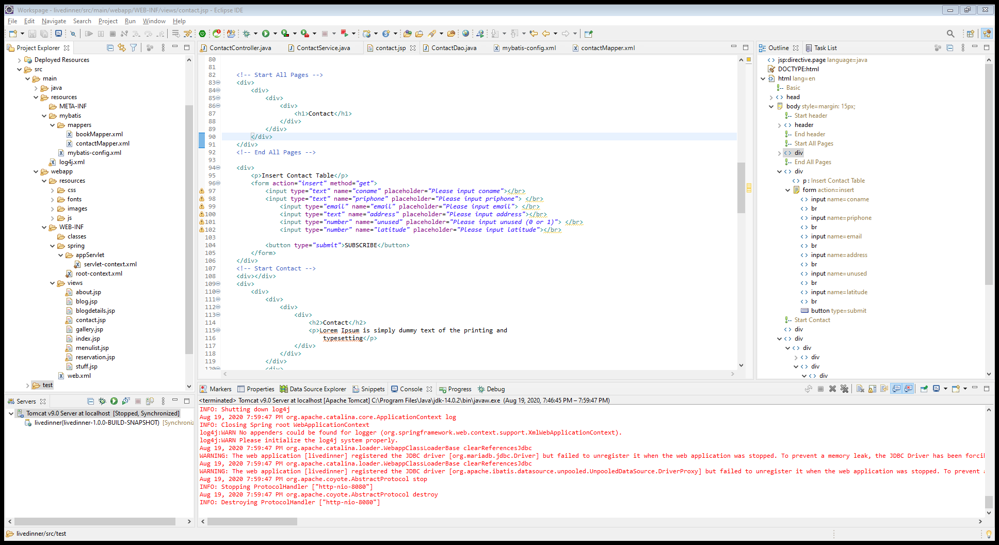 Workspage - livedinner/src/main/webapp/WEB-INF/views/contact.jsp - Eclipse IDE
File Edit Navigate Search Project Run Window Help
Project Explorer
Deployed Resources
src
main
java
resources
META-INF
mybatis
mappers
bookMapper.xml
contactMapper.xml
mybatis-config.xml
log4j.xml
webapp
resources
css
fonts
images
js
WEB-INF
classes
spring
appServlet
servlet-context.xml
root-context.xml
views
about.jsp
blog.jsp
blogdetails.jsp
contact.jsp
gallery.jsp
index.jsp
menulist.jsp
reservation.jsp
stuff.jsp
web.xml
test
Servers
Tomcat v9.0 Server at localhost [Stopped, Synchronized]
livedinner(livedinner-1.0.0-BUILD-SNAPSHOT) [Synchroniz
ContactController.java ContactService.java contact.jsp ContactDao.java mybatis-config.xml contactMapper.xml
80
81
82 <!-- Start All Pages -->
83 <div>
84 <div>
85 <div>
86 <div>
87 <h1>Contact</h1>
88 </div>
89 </div>
90 </div>
91 </div>
92 <!-- End All Pages -->
93
94 <div>
95 <p>Insert Contact Table</p>
96 <form action="insert" method="get">
97 <input type="text" name="coname" placeholder="Please input coname"></br>
98 <input type="text" name="priphone" placeholder="Please input priphone"> </br>
99 <input type="email" name="email" placeholder="Please input email"> </br>
100 <input type="text" name="address" placeholder="Please input address"></br>
101 <input type="number" name="unused" placeholder="Please input unused (0 or 1)"> </br>
102 <input type="number" name="latitude" placeholder="Please input latitude"></br>
103
104 <button type="submit">SUBSCRIBE</button>
105 </form>
106 </div>
107 <!-- Start Contact -->
108 <div></div>
109 <div>
110 <div>
111 <div>
112 <div>
113 <div>
114 <h2>Contact</h2>
115 <p>Lorem Ipsum is simply dummy text of the printing and
116 typesetting</p>
117 </div>
118 </div>
119 </div>
120 <div>
Outline Task List
jsp:directive.page language=java
DOCTYPE:html
html lang=en
Basic
head
body style=margin: 15px;
Start header
header
End header
Start All Pages
div
End All Pages
div
p : Insert Contact Table
form action=insert
input name=coname
br
input name=priphone
br
input name=email
br
input name=address
br
input name=unused
br
input name=latitude
br
button type=submit
Start Contact
div
div
div
div
div
div
Markers Properties Data Source Explorer Snippets Console Progress Debug
<terminated> Tomcat v9.0 Server at localhost [Apache Tomcat] C:\Program Files\Java\jdk-14.0.2\bin\javaw.exe (Aug 19, 2020, 7:46:45 PM – 7:59:47 PM)
INFO: Shutting down log4j
Aug 19, 2020 7:59:47 PM org.apache.catalina.core.ApplicationContext log
INFO: Closing Spring root WebApplicationContext
log4j:WARN No appenders could be found for logger (org.springframework.web.context.support.XmlWebApplicationContext).
log4j:WARN Please initialize the log4j system properly.
Aug 19, 2020 7:59:47 PM org.apache.catalina.loader.WebappClassLoaderBase clearReferencesJdbc
WARNING: The web application [livedinner] registered the JDBC driver [org.mariadb.jdbc.Driver] but failed to unregister it when the web application was stopped. To prevent a memory leak, the JDBC Driver has been forcil
Aug 19, 2020 7:59:47 PM org.apache.catalina.loader.WebappClassLoaderBase clearReferencesJdbc
WARNING: The web application [livedinner] registered the JDBC driver [org.apache.ibatis.datasource.unpooled.UnpooledDataSource.DriverProxy] but failed to unregister it when the web application was stopped. To prevent a
Aug 19, 2020 7:59:47 PM org.apache.coyote.AbstractProtocol stop
INFO: Stopping ProtocolHandler ["http-nio-8080"]
Aug 19, 2020 7:59:47 PM org.apache.coyote.AbstractProtocol destroy
INFO: Destroying ProtocolHandler ["http-nio-8080"]
livedinner/src/test